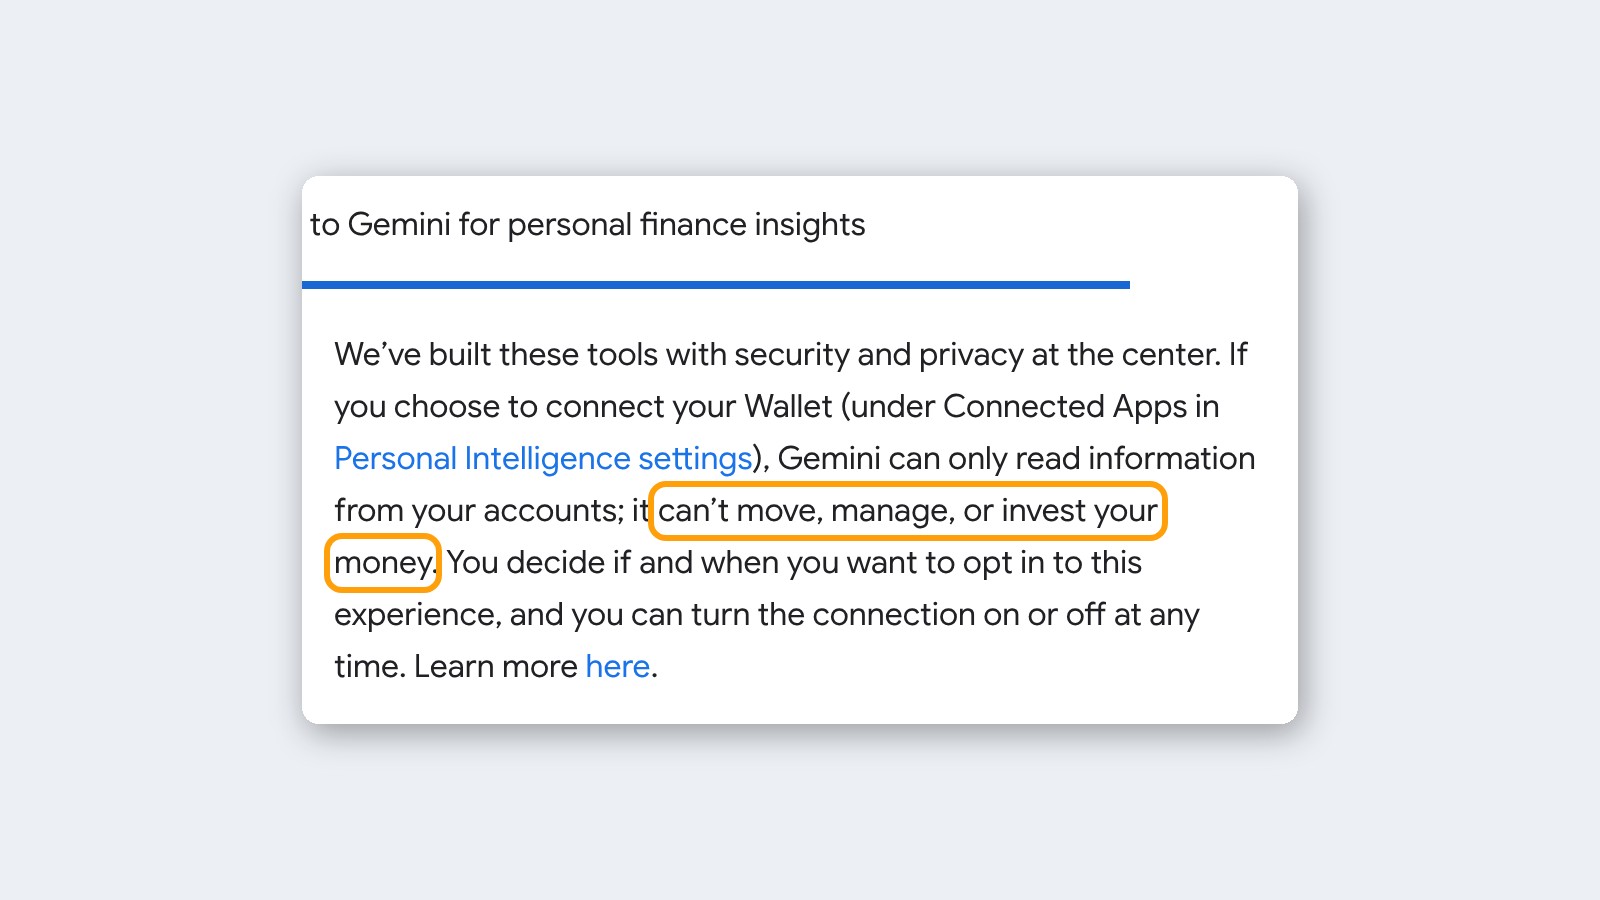 to Gemini for personal finance insights
We’ve built these tools with security and privacy at the center. If
you choose to connect your Wallet (under Connected Apps in
Personal Intelligence settings), Gemini can only read information
from your accounts; it can’t move, manage, or invest your
money. You decide if and when you want to opt in to this
experience, and you can turn the connection on or off at any
time. Learn more here.